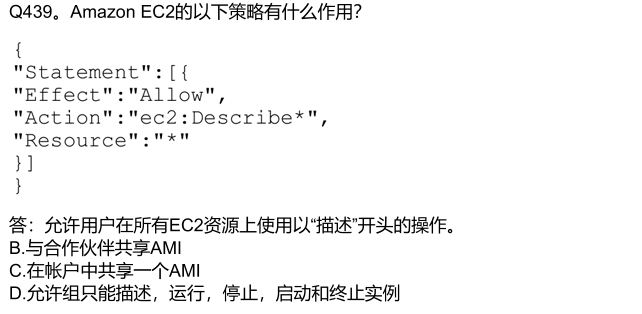 Q439。Amazon EC2的以下策略有什么作用？
{
"Statement":[{
"Effect":"Allow",
"Action":"ec2:Describe*",
"Resource":"*"
}]
}
答：允许用户在所有EC2资源上使用以“描述”开头的操作。
B.与合作伙伴共享AMI
C.在帐户中共享一个AMI
D.允许组只能描述，运行，停止，启动和终止实例